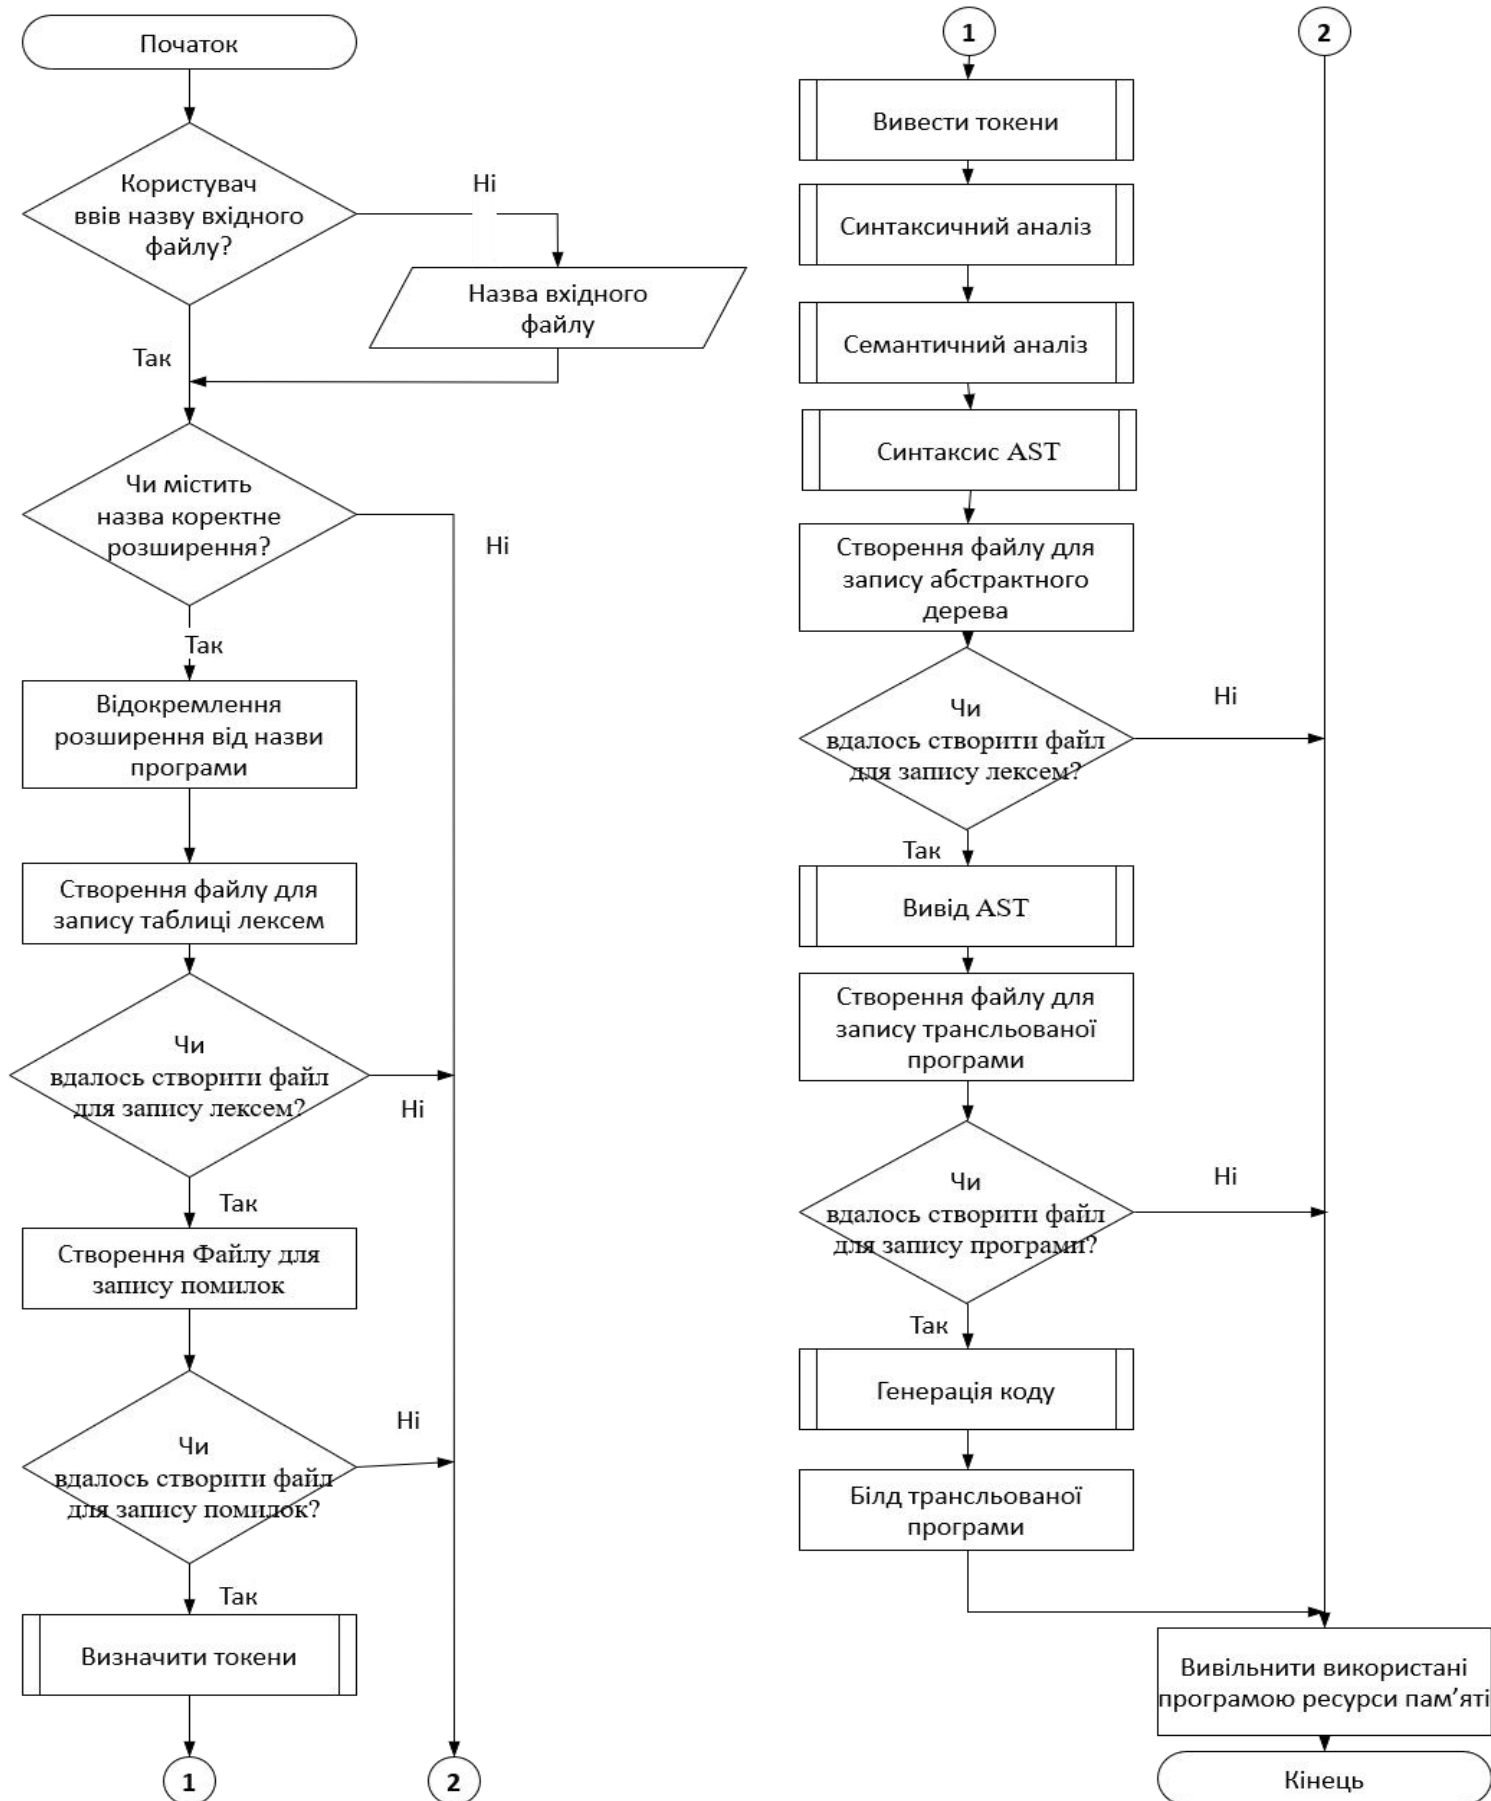 Початок
Користувач
ввів назву вхідного
файлу?
Ні
Назва вхідного
файлу
Так
Чи містить
назва коректне
розширення?
Ні
Так
Відокремлення
розширення від назви
програми
Створення файлу для
запису таблиці лексем
Чи
вдалось створити файл
для запису лексем?
Ні
Так
Створення Файлу для
запису помилок
Ні
Чи
вдалось створити файл
для запису помилок?
Так
Визначити токени
1
2
1
2
Вивести токени
Синтаксичний аналіз
Семантичний аналіз
Синтаксис AST
Створення файлу для
запису абстрактного
дерева
Ні
Чи
вдалось створити файл
для запису лексем?
Так
Вивід AST
Створення файлу для
запису трансльованої
програми
Ні
Чи
вдалось створити файл
для запису програми?
Так
Генерація коду
Білд трансльованої
програми
Вивільнити використані
програмою ресурси пам’яті
Кінець